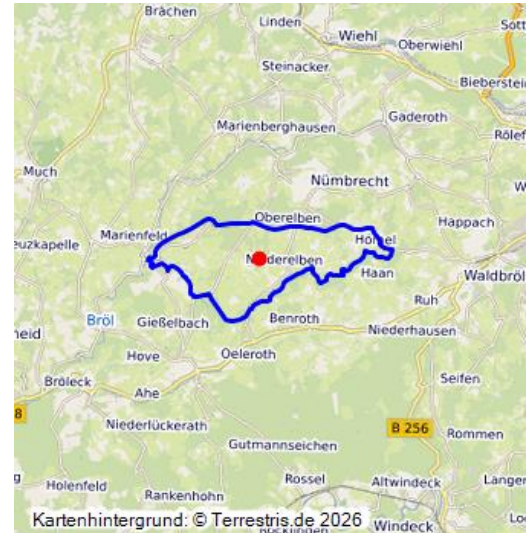 Brächen
Linden
Wiehl
Oberwiehl
Steinacker
Bieberstein
Gaderoth
Marienberghausen
Much
Nümbrecht
Oberelben
Happach
Marienfeld
Niederelben
Haan
Waldbröl
Ruh
Bröl
Gießelbach
Benroth
Niederhausen
Hove
Oeleroth
Bröleck
Ahe
Seifen
8
Niederlückerath
B 256
Rommen
Gutmannseichen
Holenfeld
Rossel
Altwindeck
Rankenhohn
Windeck
Kartenhintergrund: © Terrestris.de 2026